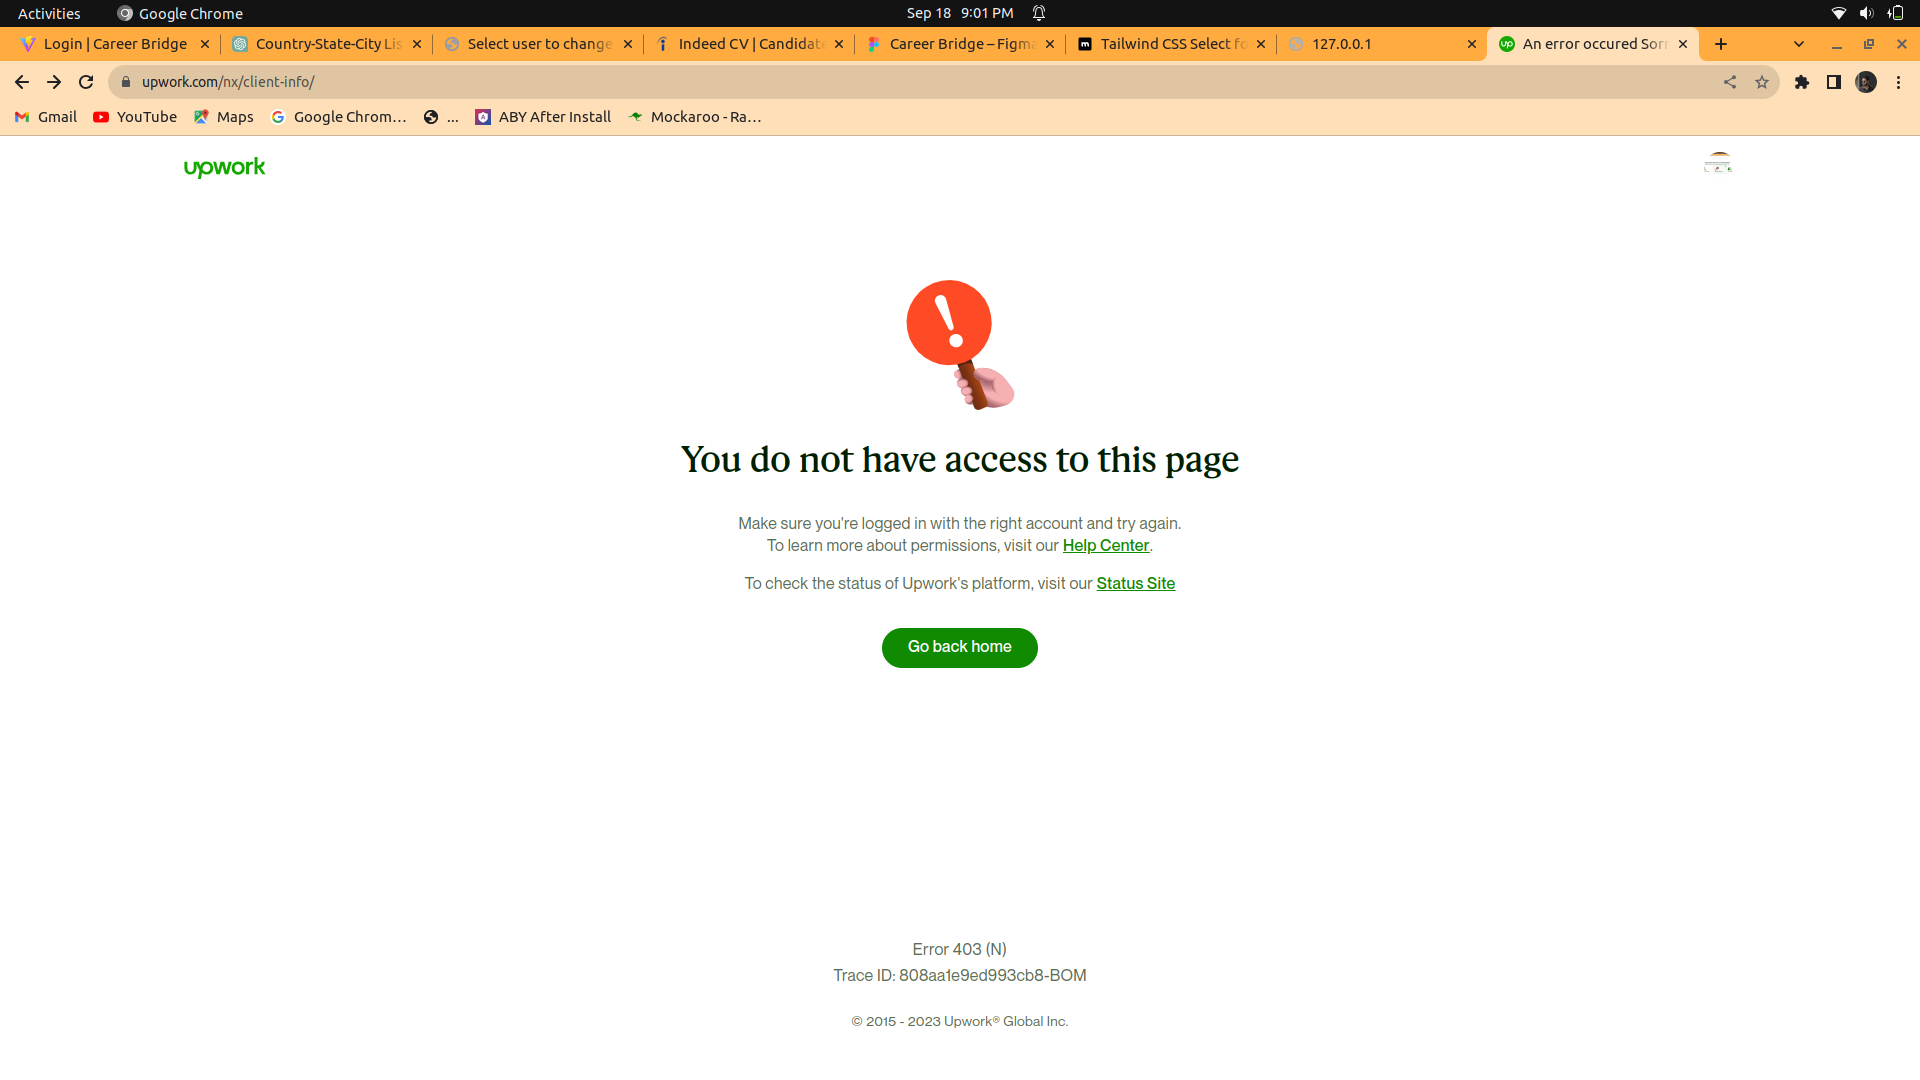 Activities Google Chrome Sep 18 9:01 PM
Login | Career Bridge Country-State-City Lis Select user to change Indeed CV | Candidate Career Bridge – Figma Tailwind CSS Select fo 127.0.0.1 An error occured Sorr
upwork.com/nx/client-info/
Gmail YouTube Maps Google Chrom... ... ABY After Install Mockaroo - Ra...
upwork
You do not have access to this page
Make sure you're logged in with the right account and try again.
To learn more about permissions, visit our Help Center.
To check the status of Upwork's platform, visit our Status Site
Go back home
Error 403 (N)
Trace ID: 808aa1e9ed993cb8-BOM
© 2015 - 2023 Upwork® Global Inc.